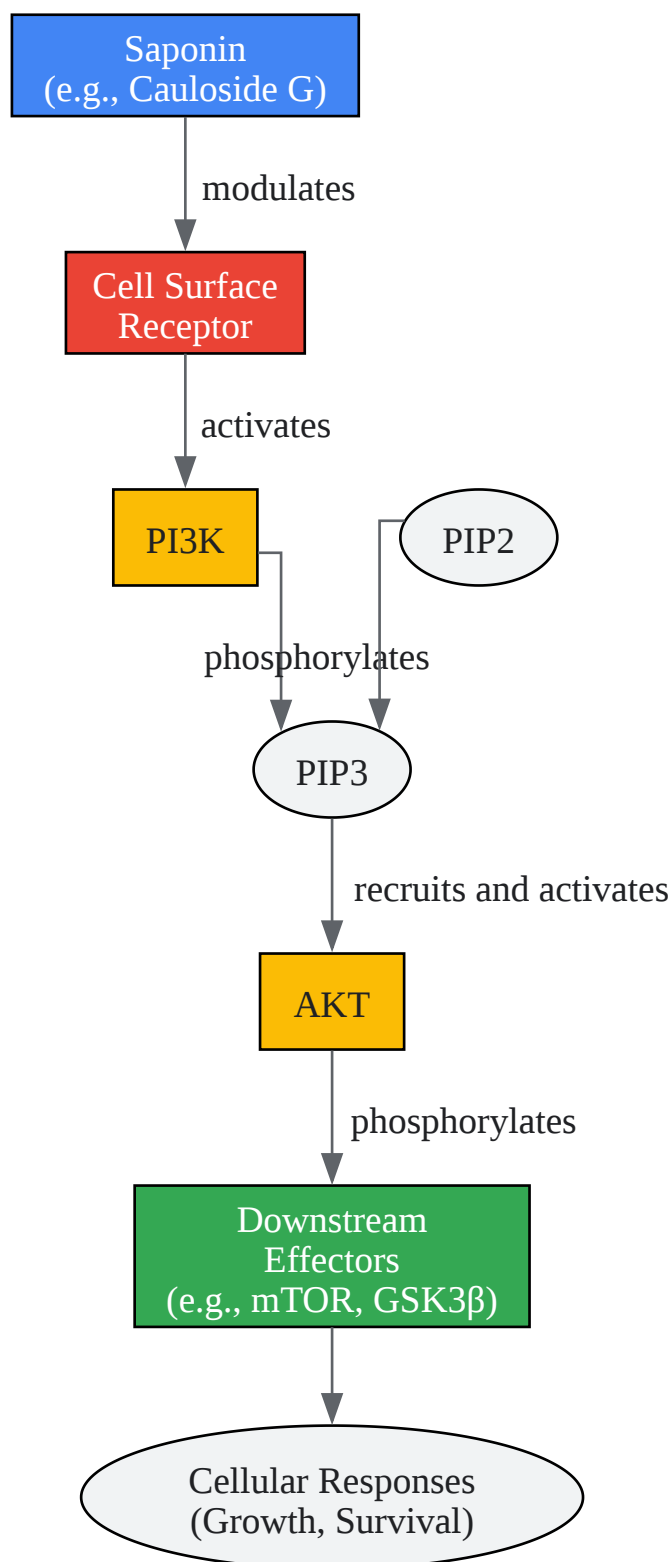 Saponin
(e.g., Cauloside G)
modulates
Cell Surface
Receptor
activates
PI3K
PIP2
phosphorylates
PIP3
recruits and activates
AKT
phosphorylates
Downstream
Effectors
(e.g., mTOR, GSK3β)
Cellular Responses
(Growth, Survival)